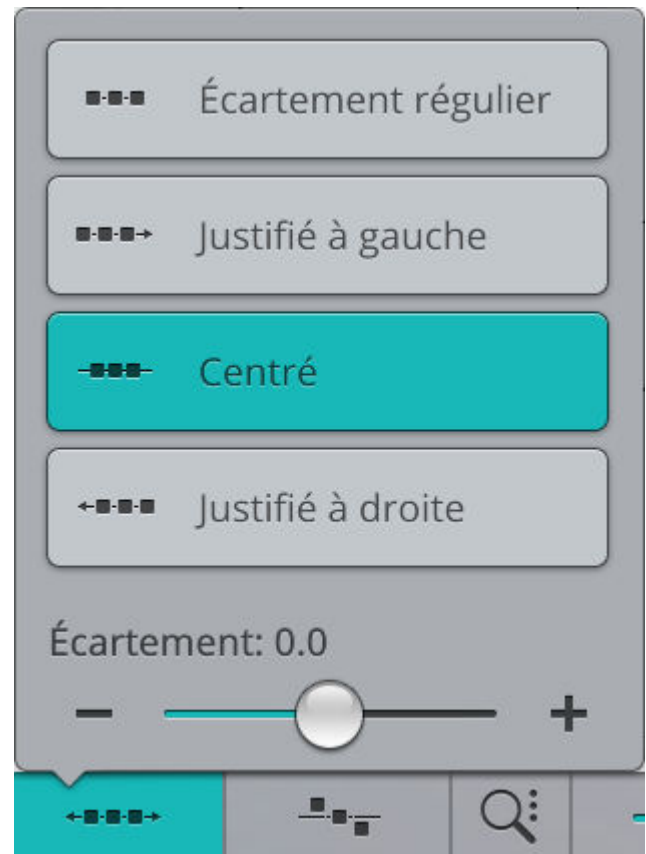 Écartement régulier
Justifié à gauche
Centré
Justifié à droite
Écartement: 0.0